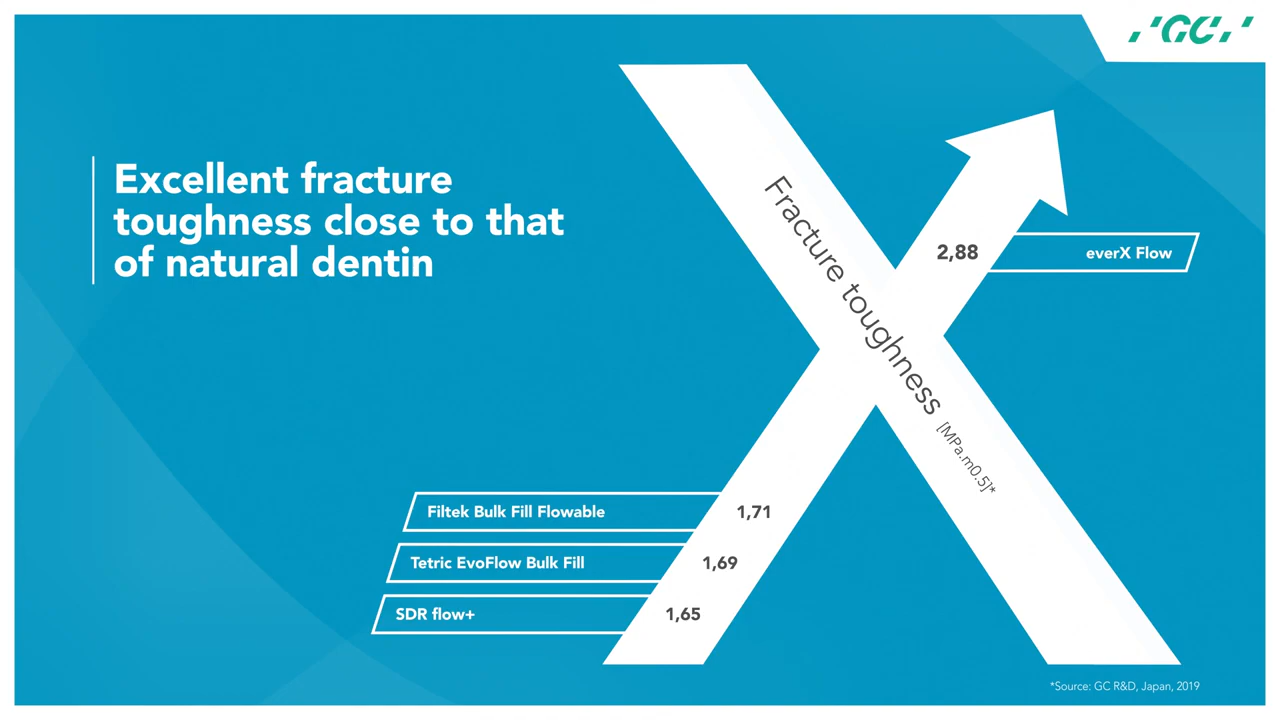 GC
Excellent fracture
toughness close to that
of natural dentin
Fracture toughness [MPa.m0.5]*
2,88
everX Flow
Filtek Bulk Fill Flowable
1,71
Tetric EvoFlow Bulk Fill
1,69
SDR flow+
1,65
*Source: GC R&D, Japan, 2019